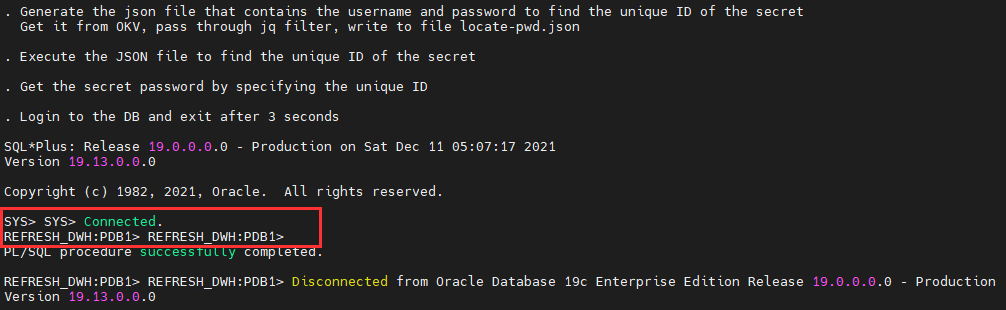 . Generate the json file that contains the username and password to find the unique ID of the secret
Get it from OKV, pass through jq filter, write to file locate-pwd.json
. Execute the JSON file to find the unique ID of the secret
. Get the secret password by specifying the unique ID
. Login to the DB and exit after 3 seconds
SQL*Plus: Release 19.0.0.0.0 - Production on Sat Dec 11 05:07:17 2021
Version 19.13.0.0.0
Copyright (c) 1982, 2021, Oracle.  All rights reserved.
SYS> SYS> Connected.
REFRESH_DWH:PDB1> REFRESH_DWH:PDB1>
PL/SQL procedure successfully completed.
REFRESH_DWH:PDB1> REFRESH_DWH:PDB1> Disconnected from Oracle Database 19c Enterprise Edition Release 19.0.0.0.0 - Production
Version 19.13.0.0.0